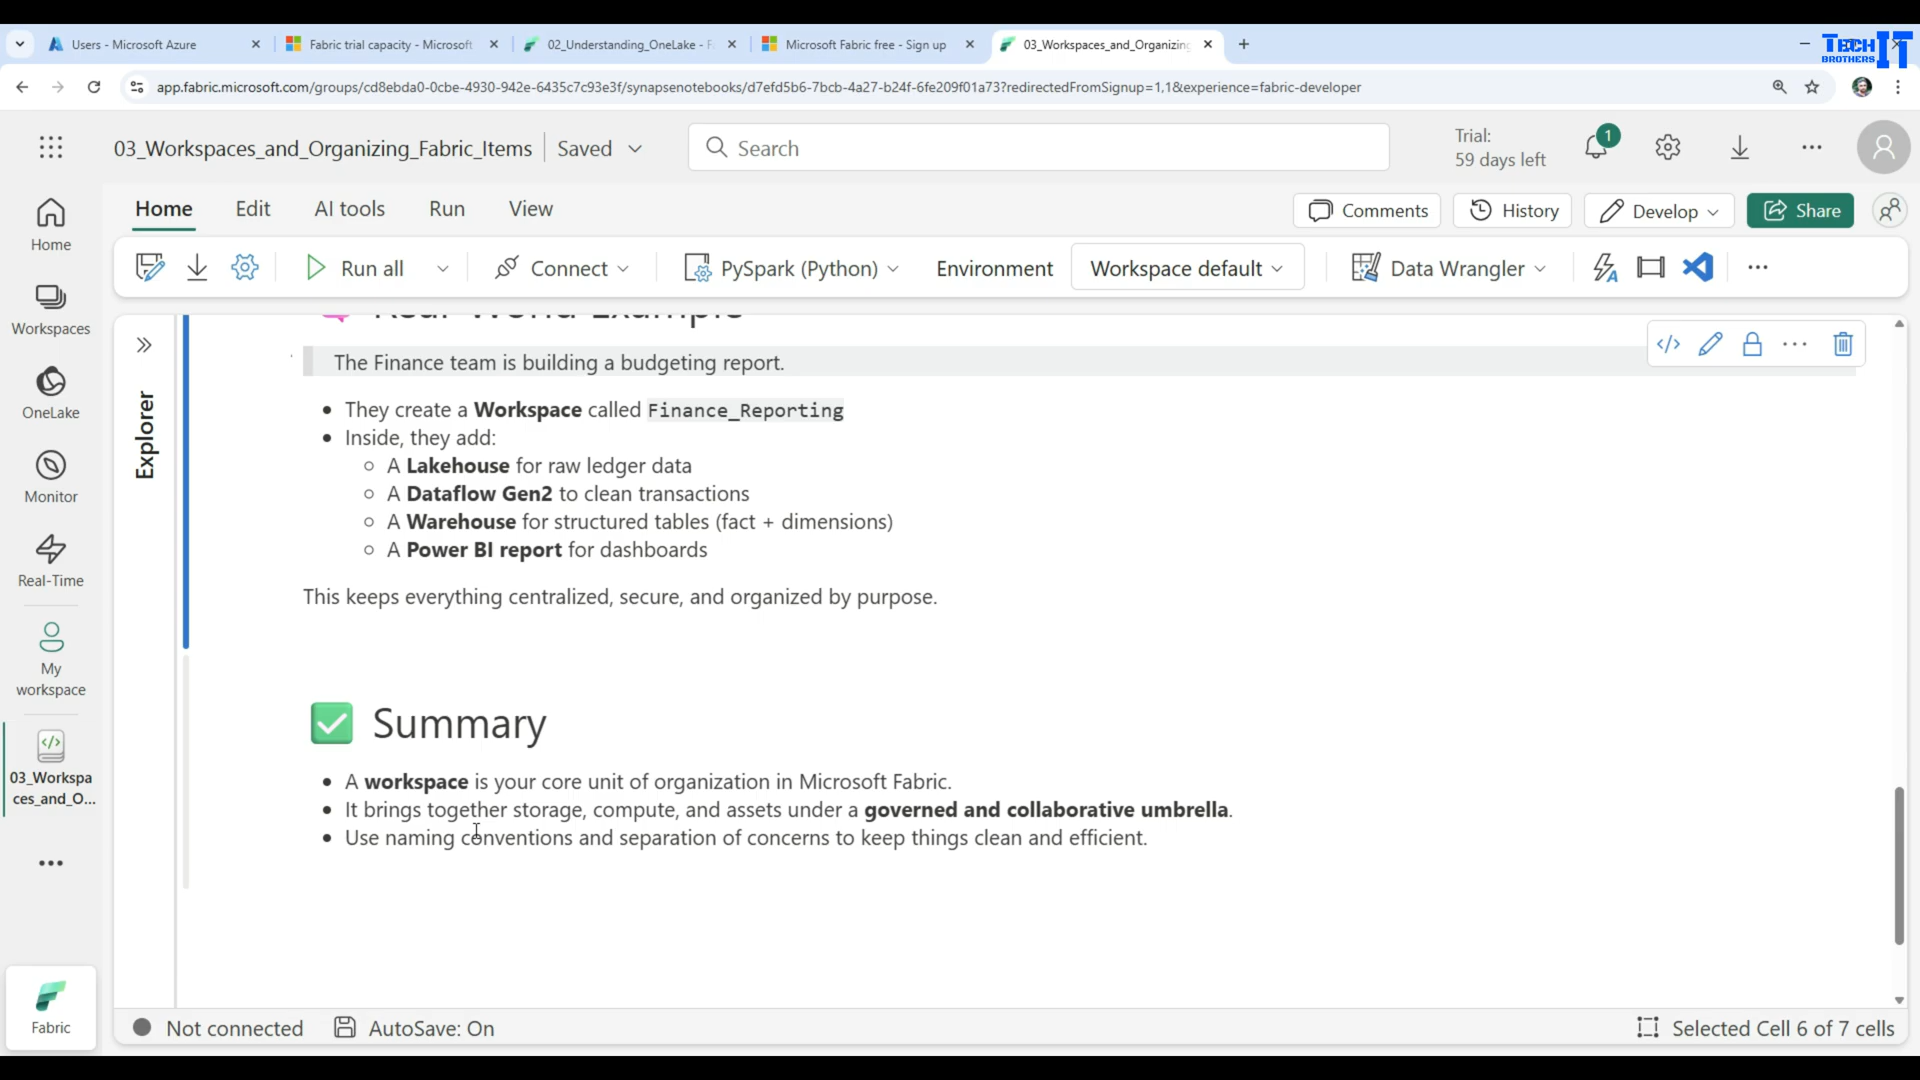 Users - Microsoft Azure
Fabric trial capacity - Microsoft
02_Understanding_OneLake - F
Microsoft Fabric free - Sign up
03_Workspaces_and_Organizing
TECH IT
BROTHERS
app.fabric.microsoft.com/groups/cd8ebda0-0cbe-4930-942e-6435c7c93e3f/synapsenotebooks/d7efd5b6-7bcb-4a27-b24f-6fe209f01a73?redirectedFromSignup=1,1&experience=fabric-developer
03_Workspaces_and_Organizing_Fabric_Items
Saved
Search
Trial:
59 days left
1
Home
Edit
AI tools
Run
View
Comments
History
Develop
Share
Run all
Connect
PySpark (Python)
Environment
Workspace default
Data Wrangler
Home
Workspaces
OneLake
Monitor
Real-Time
My
workspace
03_Workspa
ces_and_O...
Fabric
Explorer
Real-World Example
The Finance team is building a budgeting report.
They create a Workspace called Finance_Reporting
Inside, they add:
A Lakehouse for raw ledger data
A Dataflow Gen2 to clean transactions
A Warehouse for structured tables (fact + dimensions)
A Power BI report for dashboards
This keeps everything centralized, secure, and organized by purpose.
Summary
A workspace is your core unit of organization in Microsoft Fabric.
It brings together storage, compute, and assets under a governed and collaborative umbrella.
Use naming conventions and separation of concerns to keep things clean and efficient.
Not connected
AutoSave: On
Selected Cell 6 of 7 cells